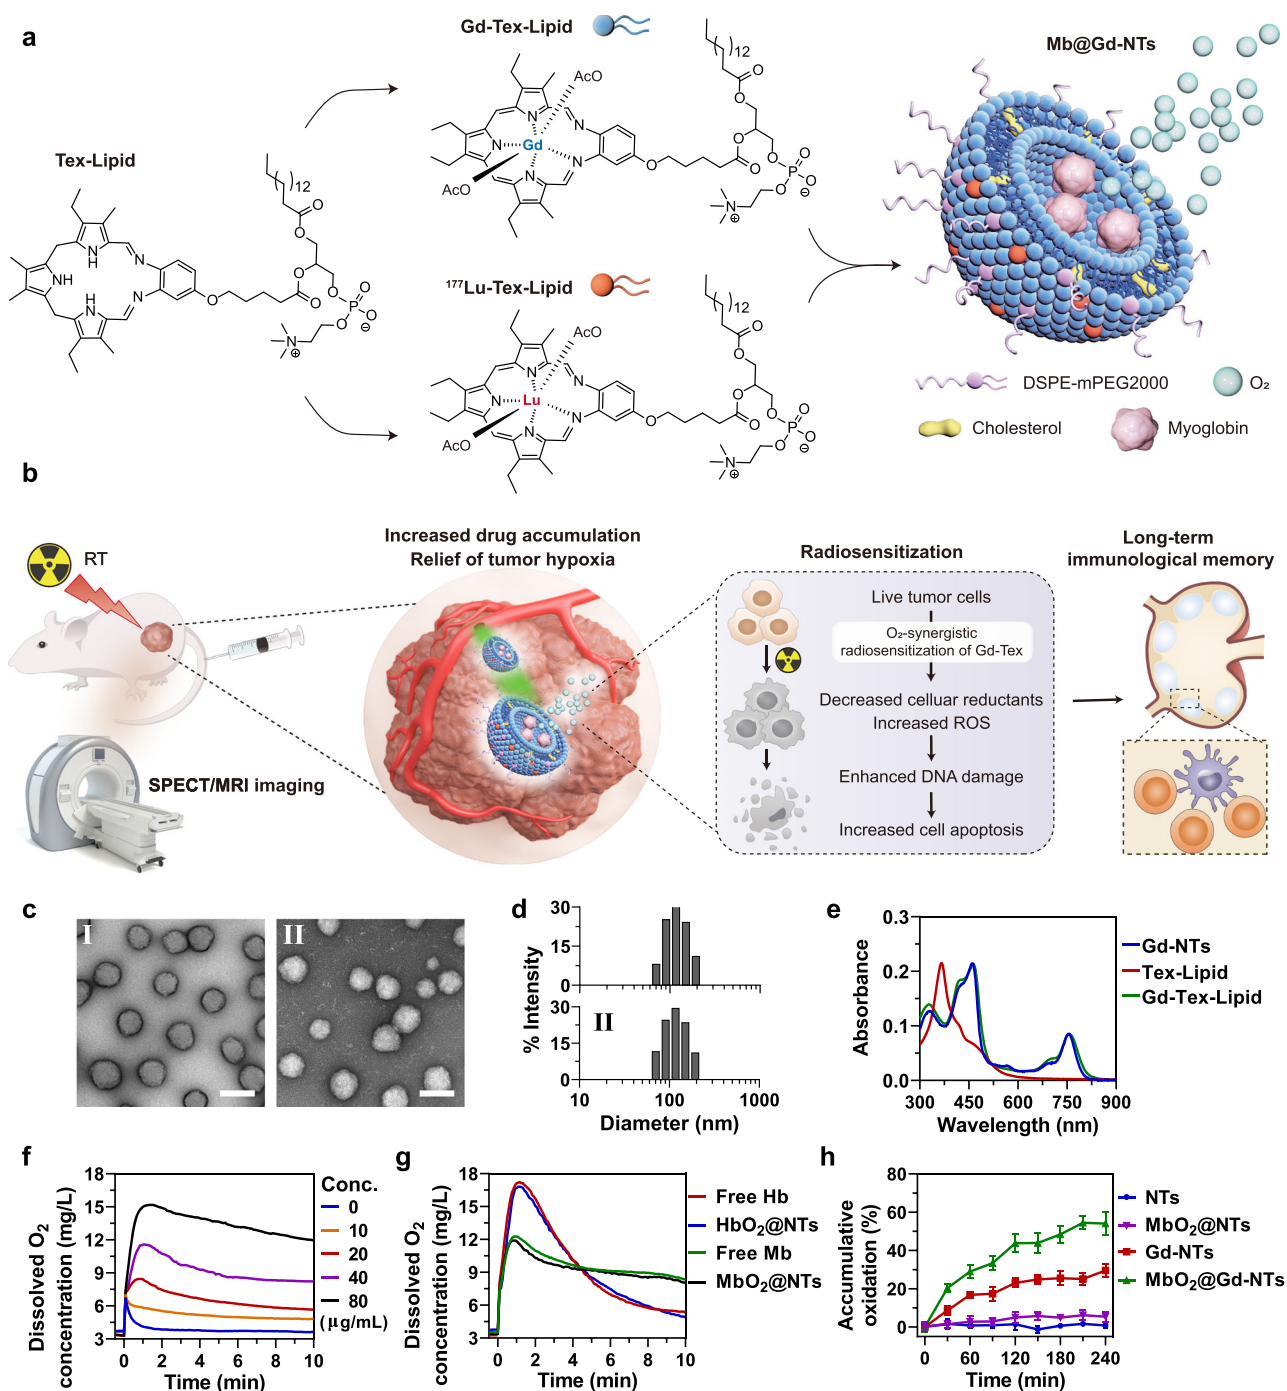 a
Gd-Tex-Lipid
Mb@Gd-NTs
12
O
O
AcO
N
N
Gd
N
N
N
O
O
O
O
P
O
O
⊖
O
N
⊕
AcO
Tex-Lipid
12
O
O
N
H
NH
H
N
N
N
O
O
O
O
P
O
O
⊖
O
N
⊕
177Lu-Tex-Lipid
12
O
O
AcO
N
N
Lu
N
N
N
O
O
O
O
P
O
O
⊖
O
N
⊕
AcO
DSPE-mPEG2000
O2
Cholesterol
Myoglobin
b
RT
SPECT/MRI imaging
Increased drug accumulation
Relief of tumor hypoxia
Radiosensitization
Live tumor cells
O2-synergistic
radiosensitization of Gd-Tex
Decreased celluar reductants
Increased ROS
Enhanced DNA damage
Increased cell apoptosis
Long-term
immunological memory
c
I
II
d
30
15
0
30
15
0
II
% Intensity
10
100
1000
Diameter (nm)
e
0.3
0.2
0.1
0.0
Absorbance
300
450
600
750
900
Wavelength (nm)
Gd-NTs
Tex-Lipid
Gd-Tex-Lipid
f
18
15
12
9
6
3
Dissolved O2
concentration (mg/L)
0
2
4
6
8
10
Time (min)
Conc.
0
10
20
40
80
(μg/mL)
g
18
15
12
9
6
3
Dissolved O2
concentration (mg/L)
0
2
4
6
8
10
Time (min)
Free Hb
HbO2@NTs
Free Mb
MbO2@NTs
h
80
60
40
20
0
Accumulative
oxidation (%)
0
60
120
180
240
Time (min)
NTs
MbO2@NTs
Gd-NTs
MbO2@Gd-NTs